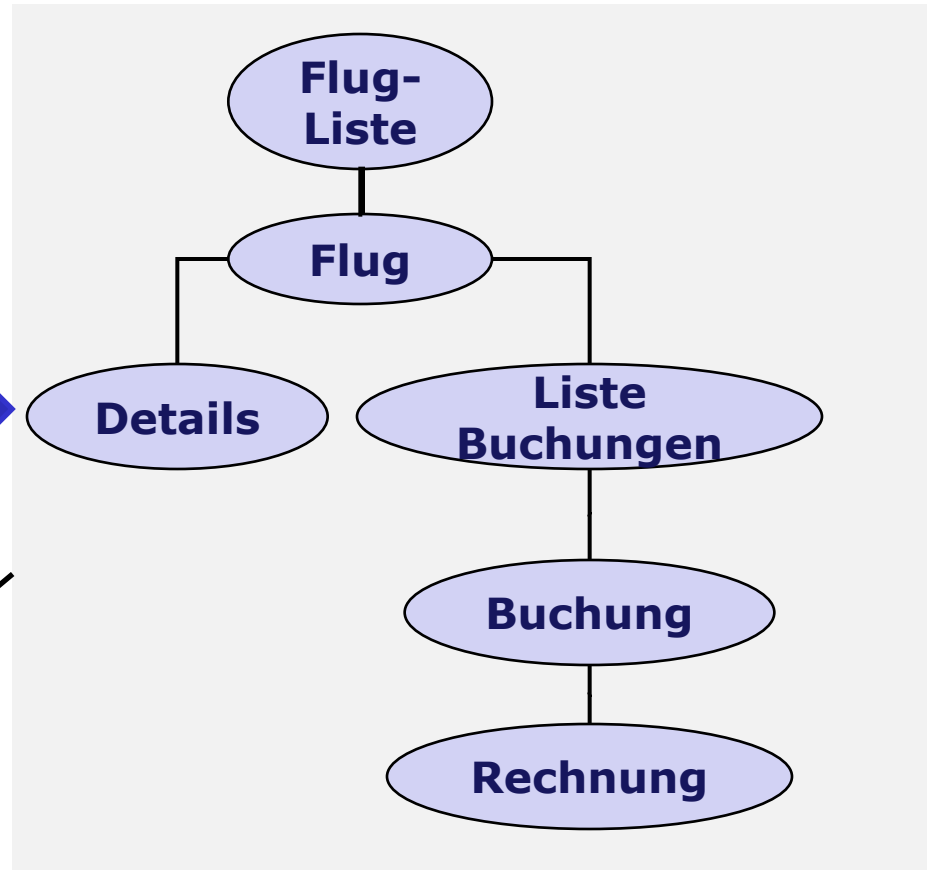 Flug-
Liste
Flug
Details
Liste
Buchungen
Buchung
Rechnung